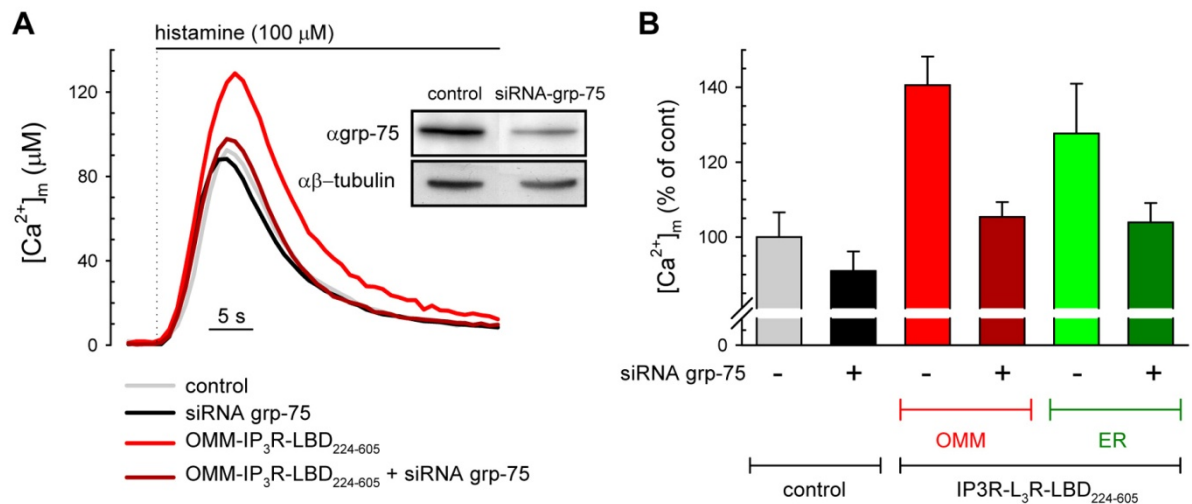 A
histamine (100 μM)
[Ca²⁺]ₘ (μM)
120
80
40
0
5 s
control siRNA-grp-75
αgrp-75
αβ–tubulin
control
siRNA grp-75
OMM-IP₃R-LBD₂₂₄₋₆₀₅
OMM-IP₃R-LBD₂₂₄₋₆₀₅ + siRNA grp-75
B
[Ca²⁺]ₘ (% of cont)
140
120
100
0
siRNA grp-75 - + - + - +
OMM ER
control IP3R-L₃R-LBD₂₂₄₋₆₀₅